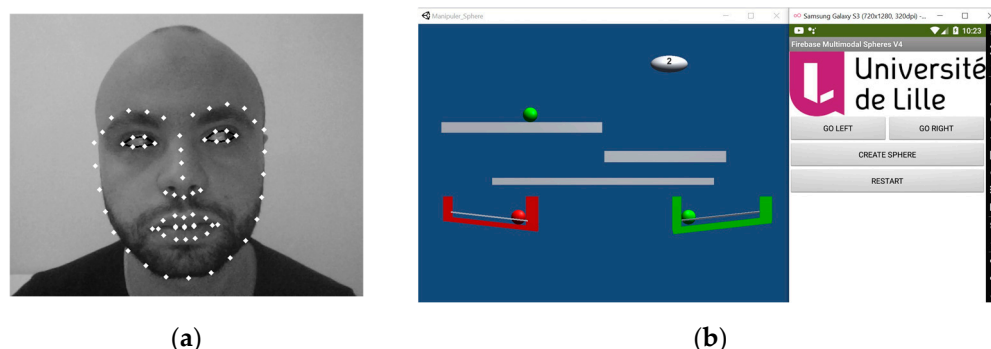 Manipuler_Sphere
Samsung Galaxy S3 (720x1280, 320dpi) -...
10:23
Firebase Multimodal Spheres V4
2
Université
de Lille
GO LEFT
GO RIGHT
CREATE SPHERE
RESTART
(a)
(b)